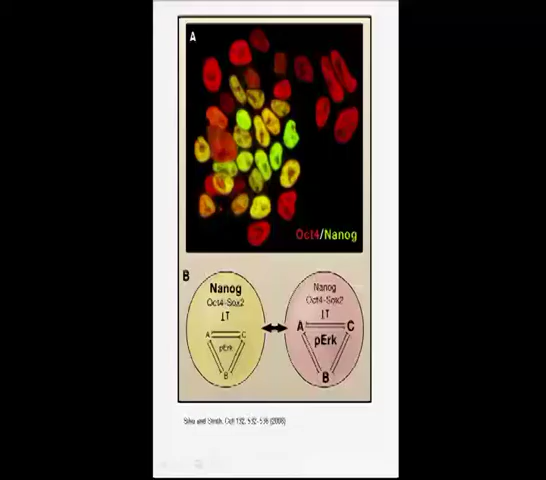 A
Oct4/Nanog
B
Nanog
Oct4-Sox2
A C
pErk
B
Nanog
Oct4-Sox2
A C
pErk
B
Silva and Smith, Cell 132, 532-536 (2008)